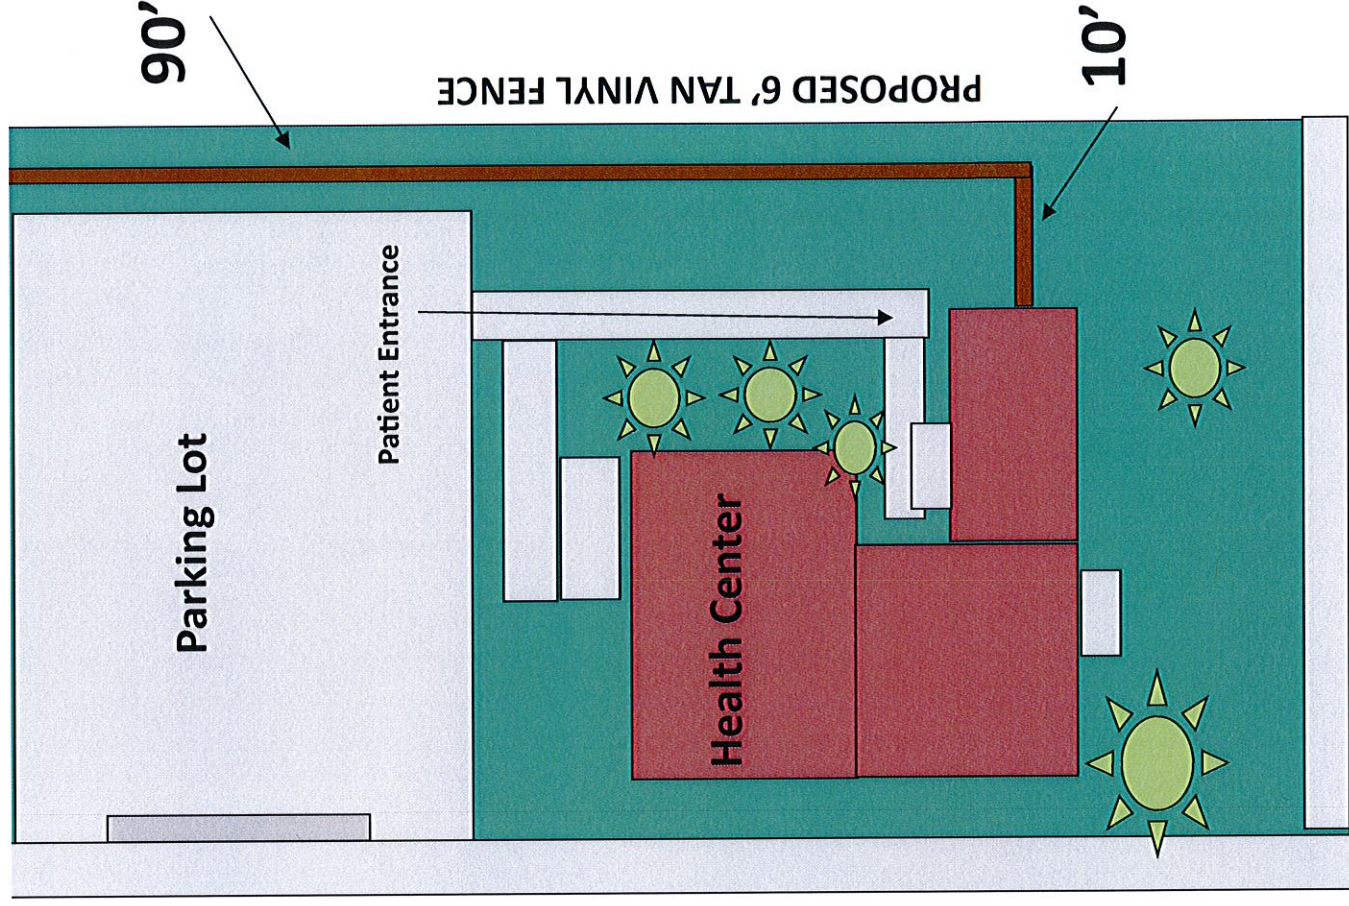 90’
PROPOSED 6’ TAN VINYL FENCE
10’
Patient Entrance
Parking Lot
Health Center